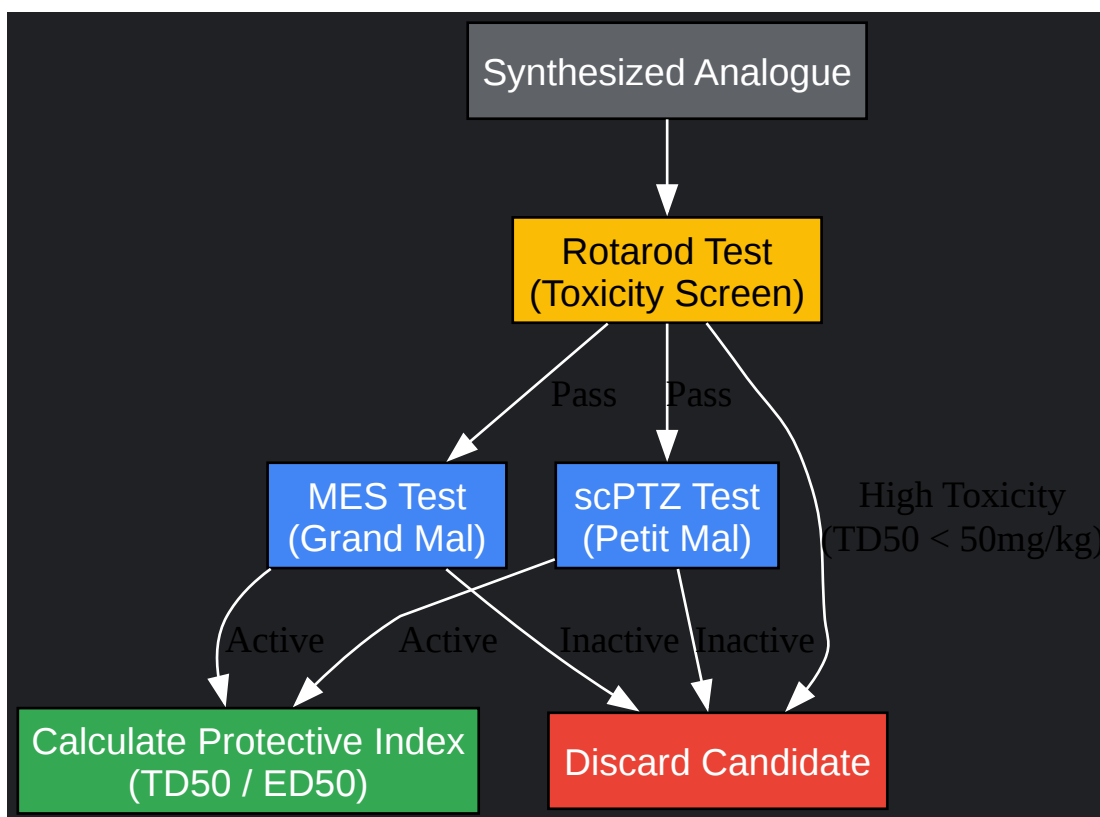 Synthesized Analogue
Rotarod Test
(Toxicity Screen)
Pass
Pass
High Toxicity
(TD50 < 50mg/kg)
MES Test
(Grand Mal)
scPTZ Test
(Petit Mal)
Active
Active
Inactive
Inactive
Calculate Protective Index
(TD50 / ED50)
Discard Candidate